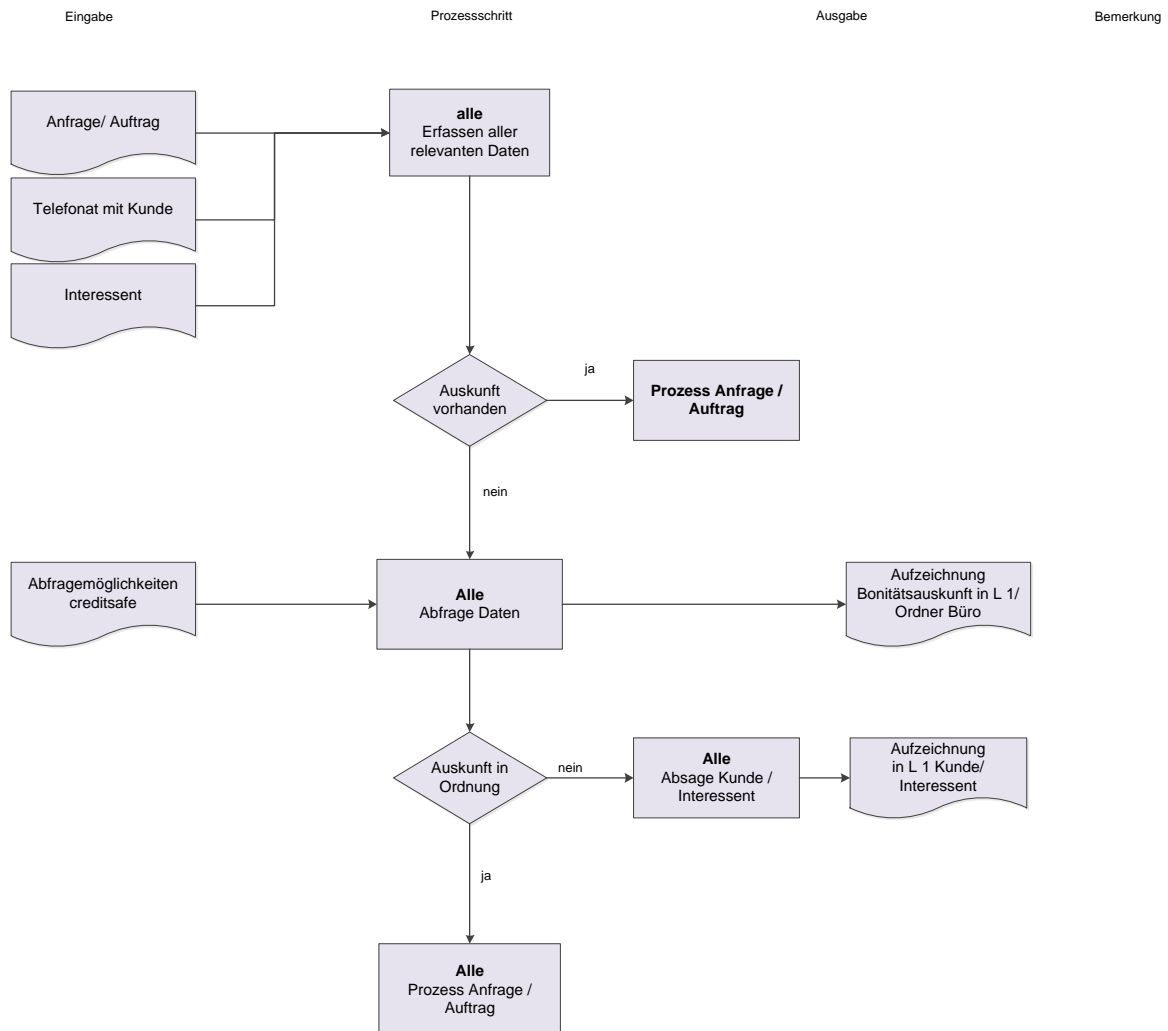 Eingabe
Prozessschritt
Ausgabe
Bemerkung
Anfrage/ Auftrag
alle
Erfassen aller
relevanten Daten
Telefonat mit Kunde
Interessent
Auskunft
vorhanden
ja
Prozess Anfrage /
Auftrag
nein
Abfragemöglichkeiten
creditsafe
Alle
Abfrage Daten
Aufzeichnung
Bonitätsauskunft in L 1/
Ordner Büro
Auskunft in
Ordnung
nein
Alle
Absage Kunde /
Interessent
Aufzeichnung
in L 1 Kunde/
Interessent
ja
Alle
Prozess Anfrage /
Auftrag